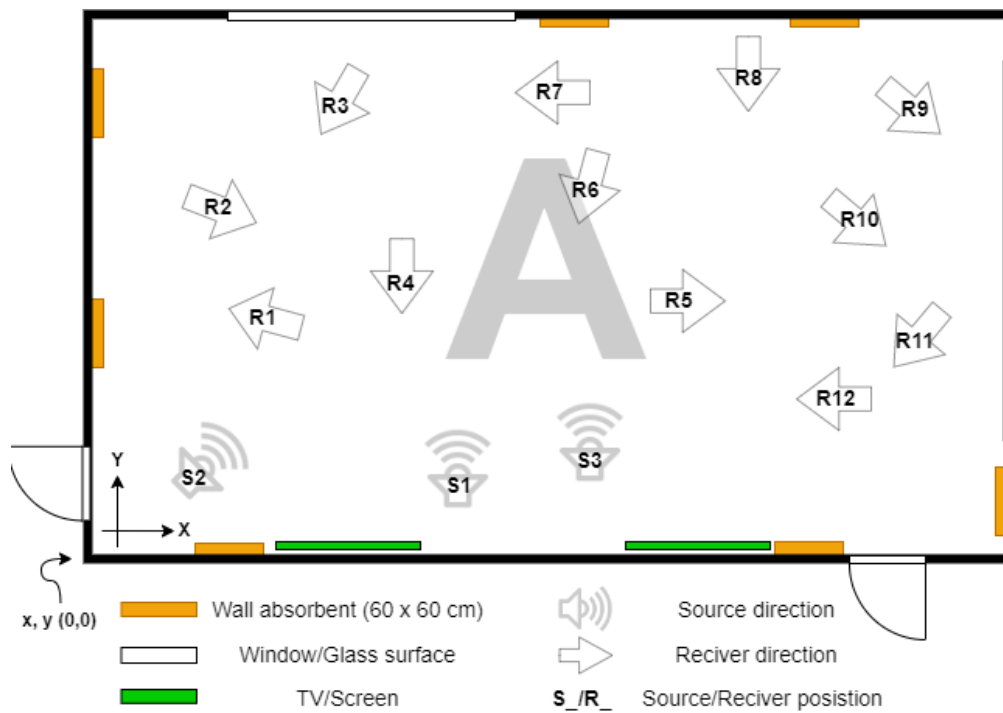 R8
R7
R3
R9
R6
R2
R10
A
R4
R5
R1
R11
R12
S3
S2
S1
Y
X
x, y (0,0)
Wall absorbent (60 x 60 cm)
Source direction
Window/Glass surface
Reciver direction
TV/Screen
S_/R_
Source/Reciver posistion